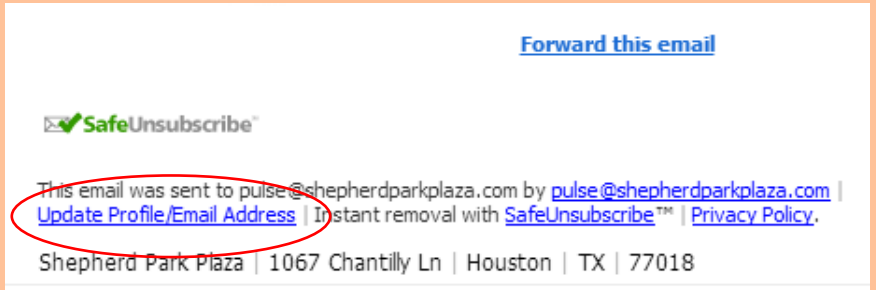 Forward this email
SafeUnsubscribe™
This email was sent to pulse@shepherdparkplaza.com by pulse@shepherdparkplaza.com |
Update Profile/Email Address | Instant removal with SafeUnsubscribe™ | Privacy Policy.
Shepherd Park Plaza | 1067 Chantilly Ln | Houston | TX | 77018